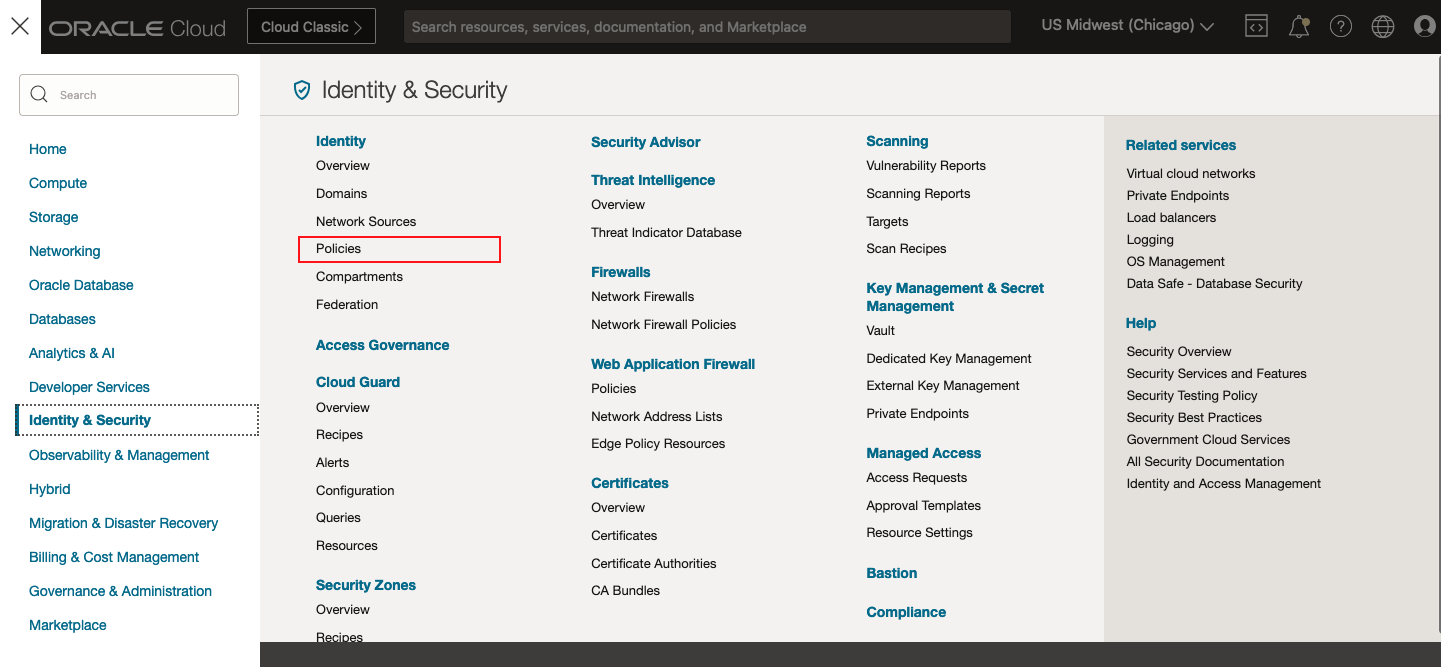 ORACLE Cloud
Cloud Classic
Search resources, services, documentation, and Marketplace
US Midwest (Chicago)
Search
Home
Compute
Storage
Networking
Oracle Database
Databases
Analytics & AI
Developer Services
Identity & Security
Observability & Management
Hybrid
Migration & Disaster Recovery
Billing & Cost Management
Governance & Administration
Marketplace
Identity & Security
Identity
Overview
Domains
Network Sources
Policies
Compartments
Federation
Access Governance
Cloud Guard
Overview
Recipes
Alerts
Configuration
Queries
Resources
Security Zones
Overview
Recipes
Security Advisor
Threat Intelligence
Overview
Threat Indicator Database
Firewalls
Network Firewalls
Network Firewall Policies
Web Application Firewall
Policies
Network Address Lists
Edge Policy Resources
Certificates
Overview
Certificates
Certificate Authorities
CA Bundles
Scanning
Vulnerability Reports
Scanning Reports
Targets
Scan Recipes
Key Management & Secret
Management
Vault
Dedicated Key Management
External Key Management
Private Endpoints
Managed Access
Access Requests
Approval Templates
Resource Settings
Bastion
Compliance
Related services
Virtual cloud networks
Private Endpoints
Load balancers
Logging
OS Management
Data Safe - Database Security
Help
Security Overview
Security Services and Features
Security Testing Policy
Security Best Practices
Government Cloud Services
All Security Documentation
Identity and Access Management